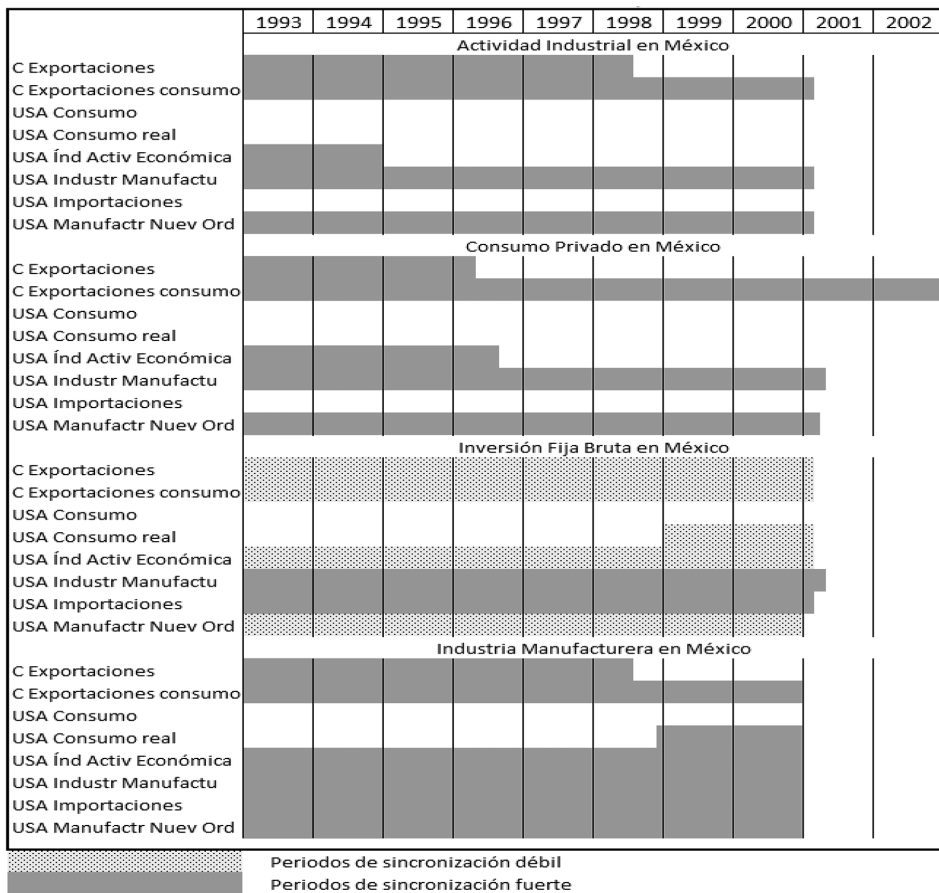 1993 1994 1995 1996 1997 1998 1999 2000 2001 2002
Actividad Industrial en México
C Exportaciones
C Exportaciones consumo
USA Consumo
USA Consumo real
USA Índ Activ Económica
USA Industr Manufactu
USA Importaciones
USA Manufactr Nuev Ord
Consumo Privado en México
C Exportaciones
C Exportaciones consumo
USA Consumo
USA Consumo real
USA Índ Activ Económica
USA Industr Manufactu
USA Importaciones
USA Manufactr Nuev Ord
Inversión Fija Bruta en México
C Exportaciones
C Exportaciones consumo
USA Consumo
USA Consumo real
USA Índ Activ Económica
USA Industr Manufactu
USA Importaciones
USA Manufactr Nuev Ord
Industria Manufacturera en México
C Exportaciones
C Exportaciones consumo
USA Consumo
USA Consumo real
USA Índ Activ Económica
USA Industr Manufactu
USA Importaciones
USA Manufactr Nuev Ord
Periodos de sincronización débil
Periodos de sincronización fuerte